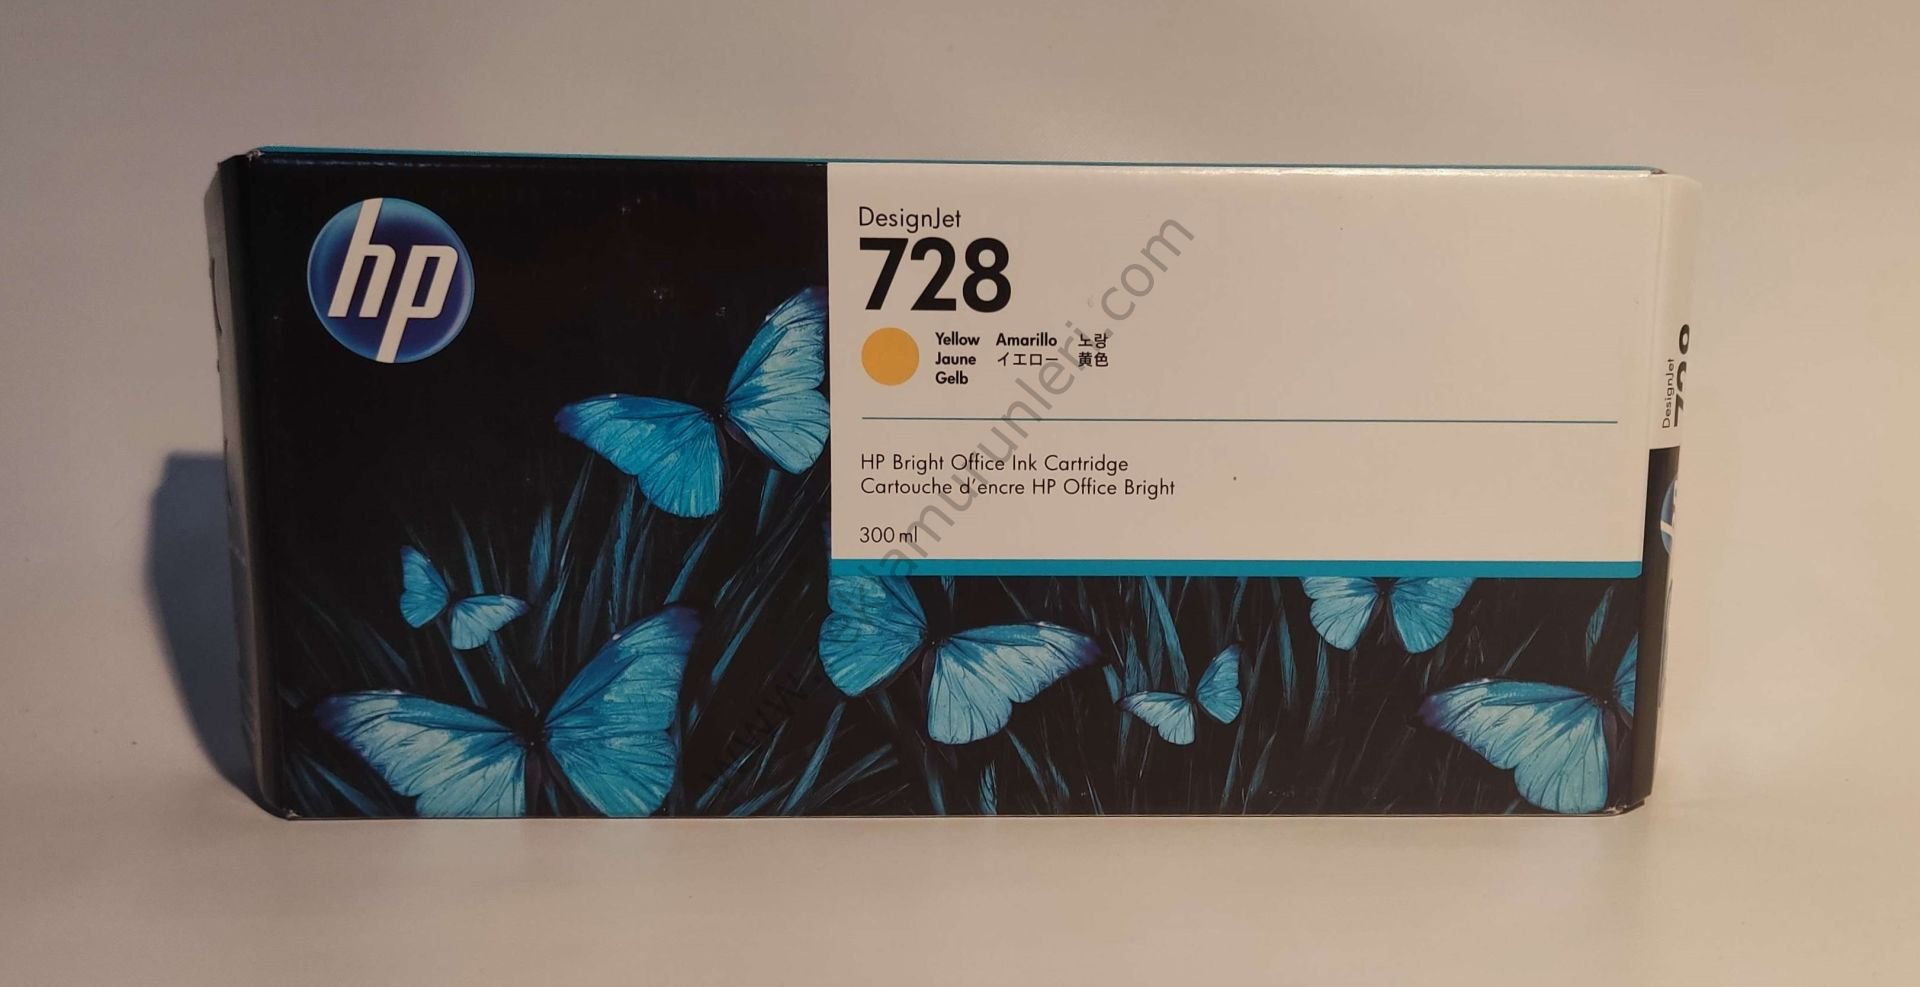 hp
DesignJet
728
Yellow Amarillo 노랑
Jaune イエロー 黄色
Gelb
HP Bright Office Ink Cartridge
Cartouche d'encre HP Office Bright
300 ml
DesignJet
728